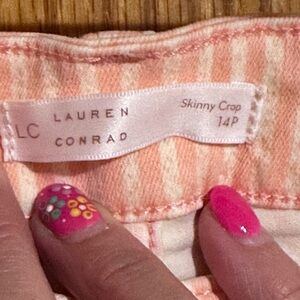 LC LAUREN
CONRAD
Skinny Crop
14P